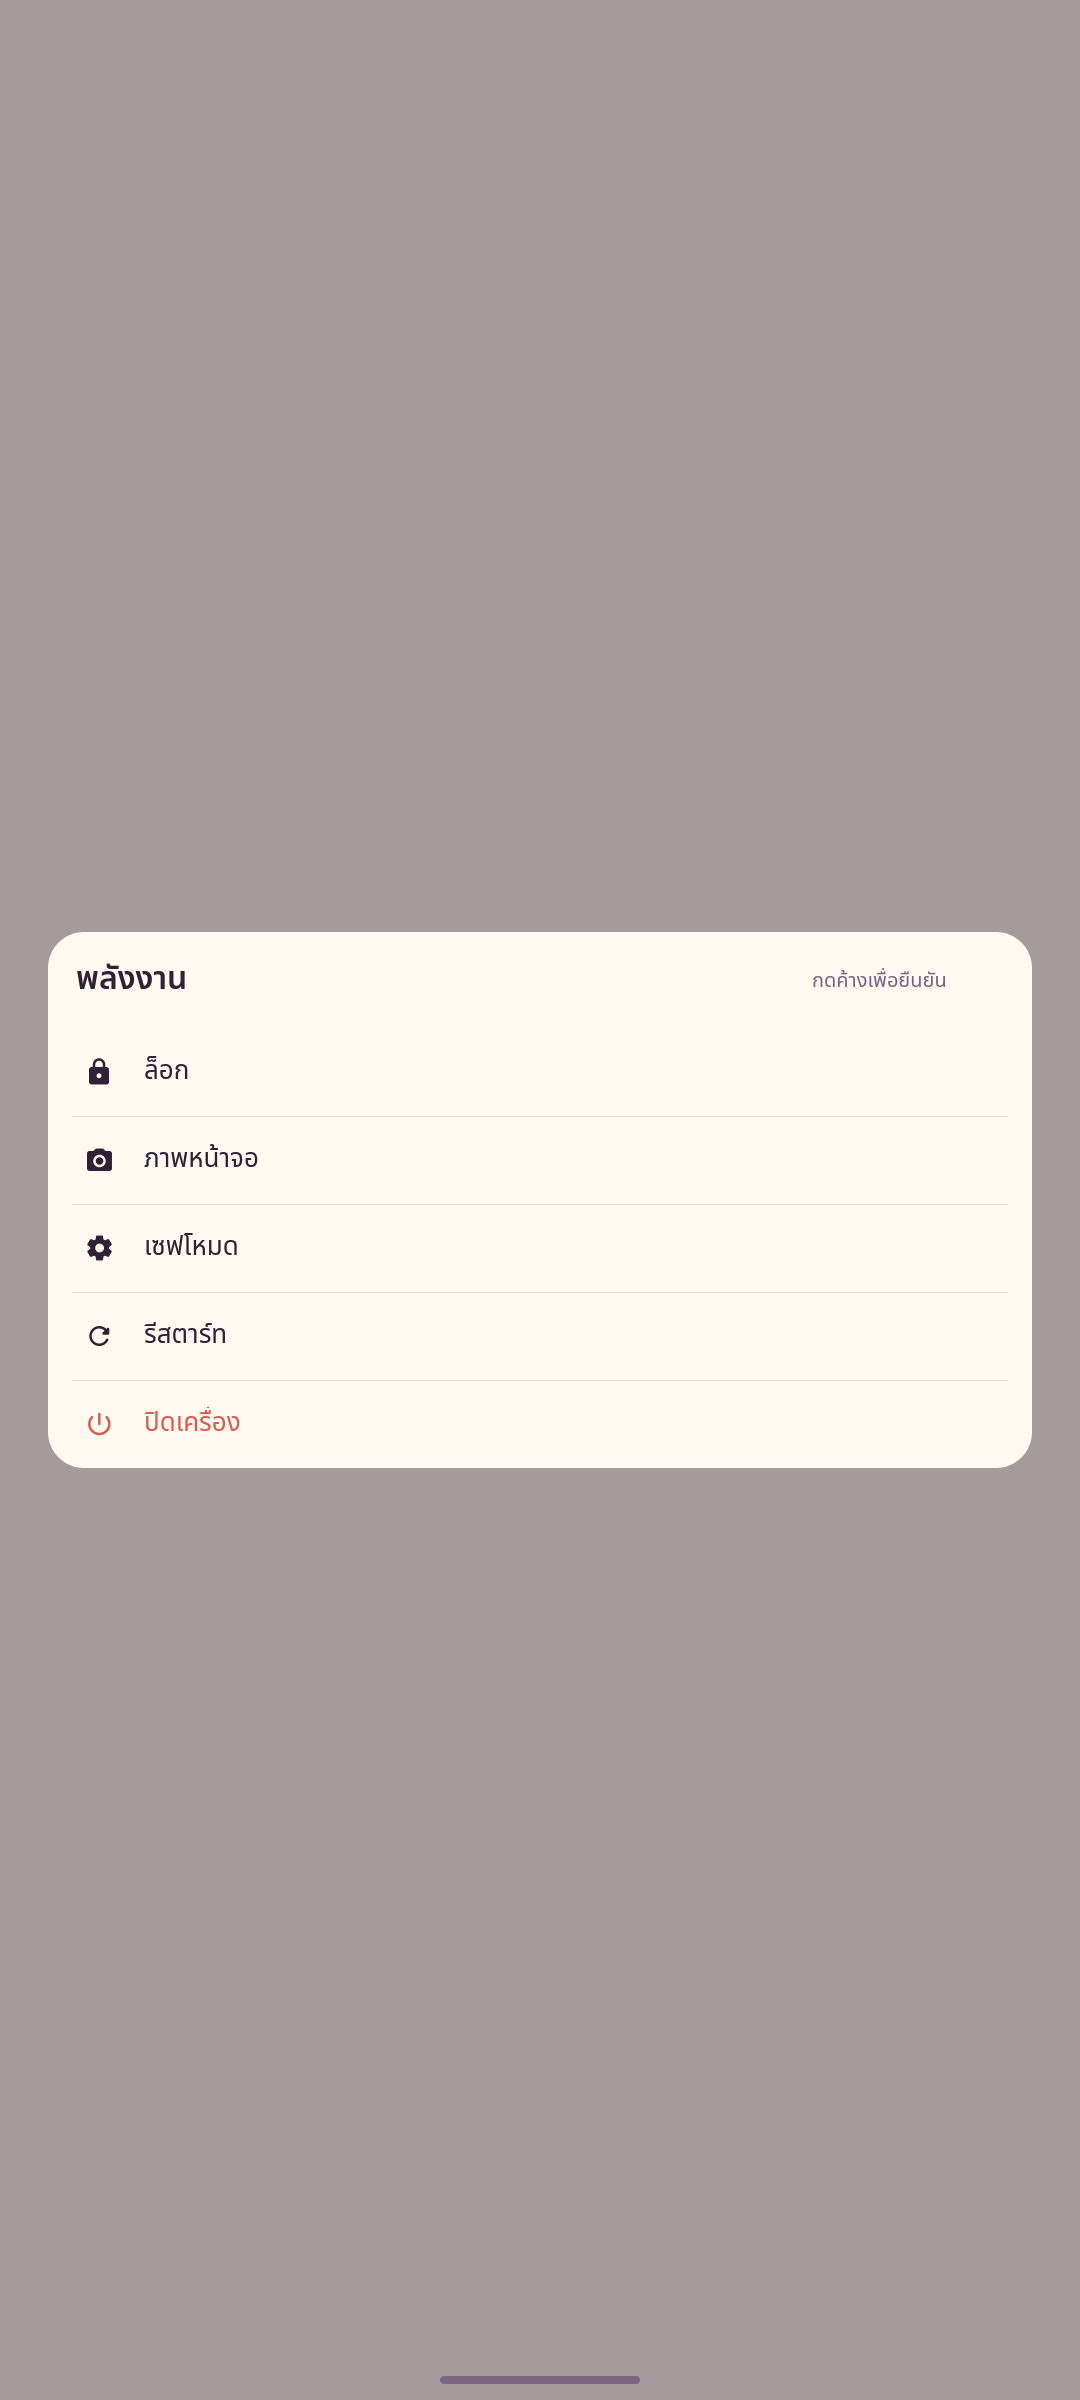 พลังงาน
กดค้างเพื่อยืนยัน
ล็อก
ภาพหน้าจอ
เซฟโหมด
รีสตาร์ท
ปิดเครื่อง